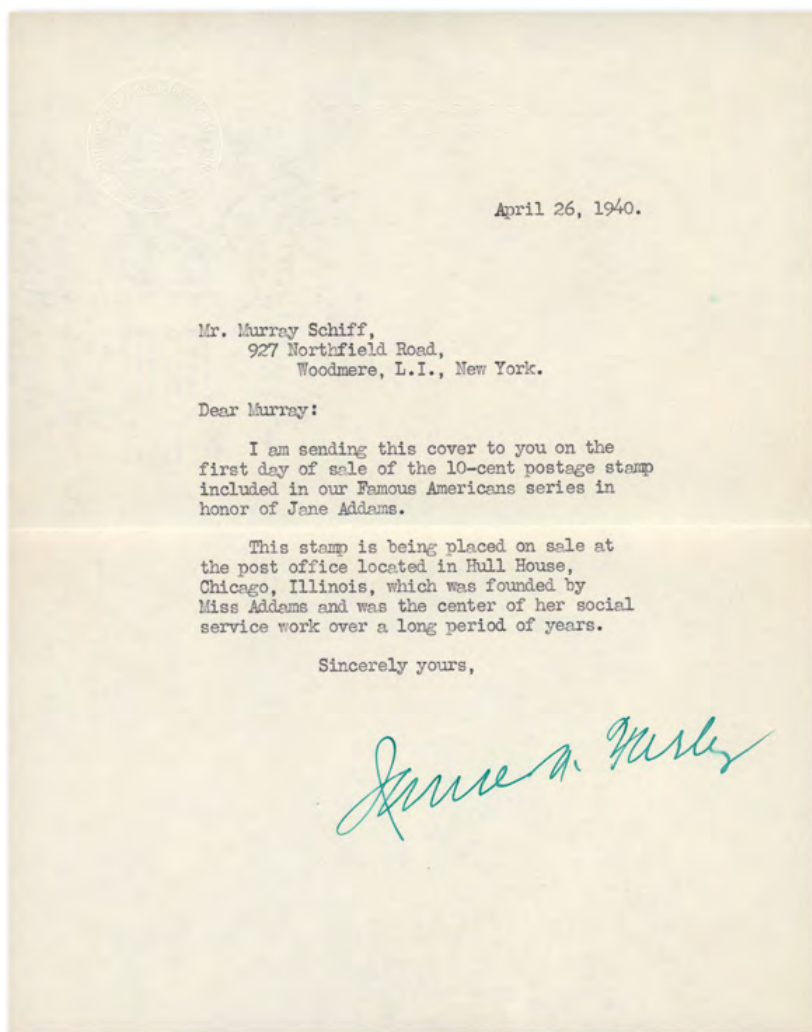 April 26, 1940.
Mr. Murray Schiff,
927 Northfield Road,
Woodmere, L.I., New York.
Dear Murray:
I am sending this cover to you on the
first day of sale of the 10-cent postage stamp
included in our Famous Americans series in
honor of Jane Addams.
This stamp is being placed on sale at
the post office located in Hull House,
Chicago, Illinois, which was founded by
Miss Addams and was the center of her social
service work over a long period of years.
Sincerely yours,
James A. Farley